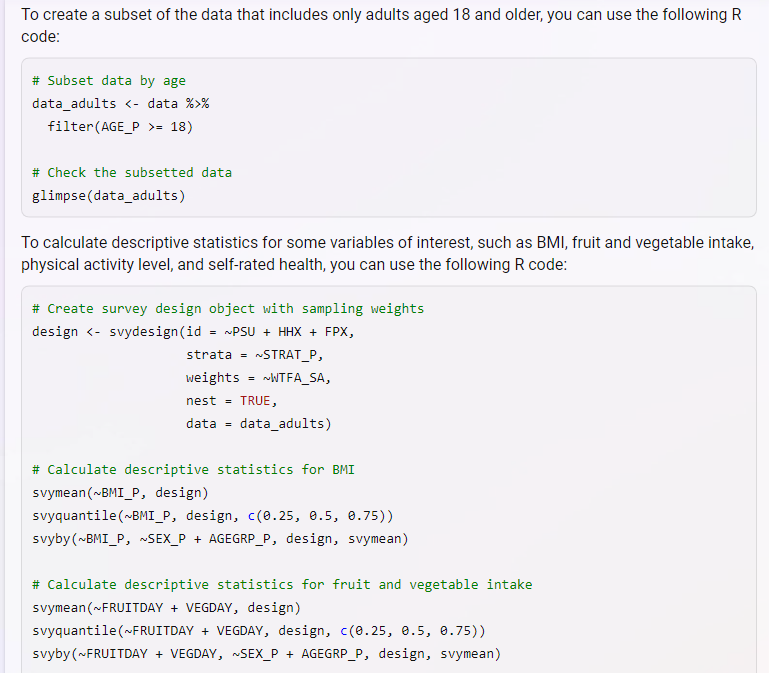 To create a subset of the data that includes only adults aged 18 and older, you can use the following R
code:
# Subset data by age
data_adults <- data %>%
  filter(AGE_P >= 18)
# Check the subsetted data
glimpse(data_adults)
To calculate descriptive statistics for some variables of interest, such as BMI, fruit and vegetable intake,
physical activity level, and self-rated health, you can use the following R code:
# Create survey design object with sampling weights
design <- svydesign(id = ~PSU + HHX + FPX,
                    strata = ~STRAT_P,
                    weights = ~WTFA_SA,
                    nest = TRUE,
                    data = data_adults)
# Calculate descriptive statistics for BMI
svymean(~BMI_P, design)
svyquantile(~BMI_P, design, c(0.25, 0.5, 0.75))
svyby(~BMI_P, ~SEX_P + AGEGRP_P, design, svymean)
# Calculate descriptive statistics for fruit and vegetable intake
svymean(~FRUITDAY + VEGDAY, design)
svyquantile(~FRUITDAY + VEGDAY, design, c(0.25, 0.5, 0.75))
svyby(~FRUITDAY + VEGDAY, ~SEX_P + AGEGRP_P, design, svymean)